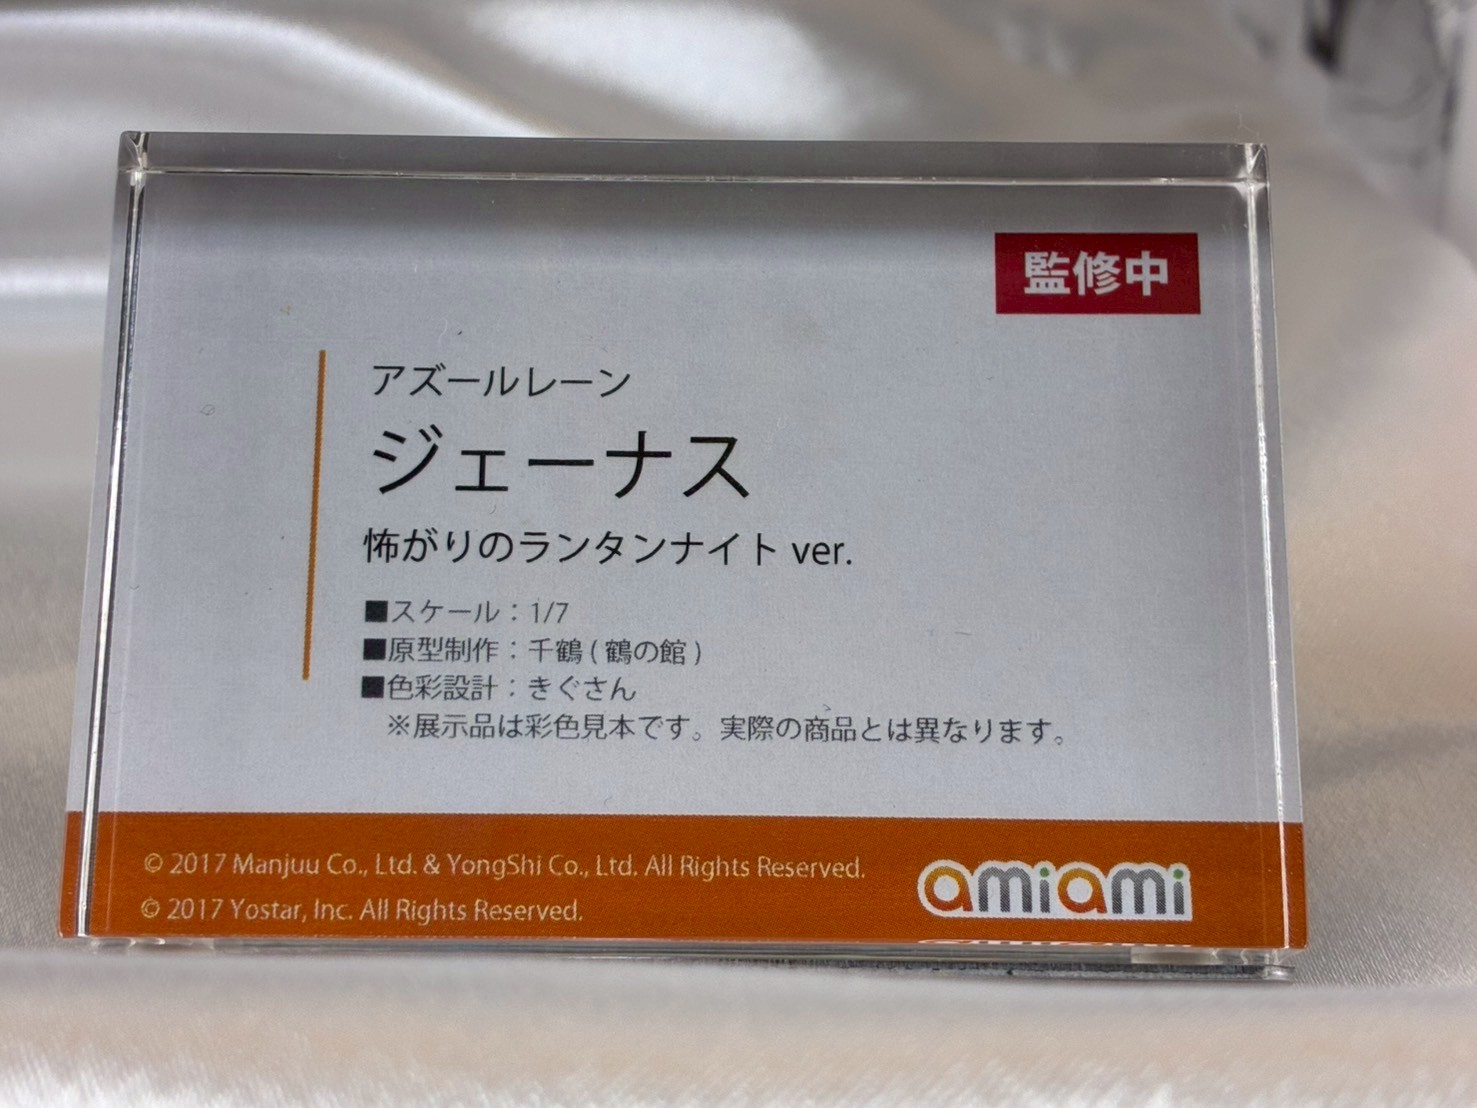 監修中
アズールレーン
ジェーナス
怖がりのランタンナイト ver.
■スケール：1/7
■原型制作：千鶴 ( 鶴の館 )
■色彩設計：きぐさん
※展示品は彩色見本です。実際の商品とは異なります。
© 2017 Manjuu Co., Ltd. & YongShi Co., Ltd. All Rights Reserved.
© 2017 Yostar, Inc. All Rights Reserved.
amiami